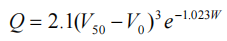 Q = 2.1(V₅₀ − V₀)³ e⁻¹·⁰²³ᵂ